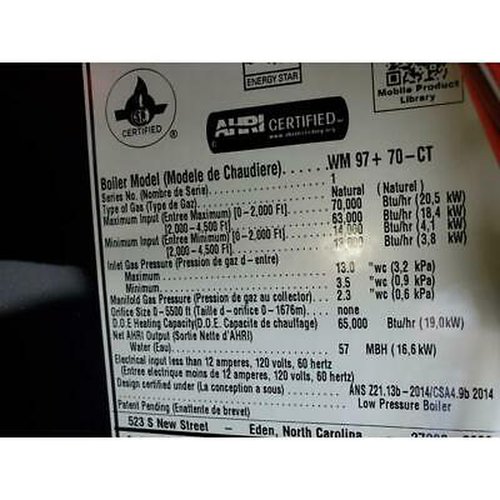 ENERGY STAR
Mobile Product
Library
CERTIFIED ®
AHRI CERTIFIED
www.ahridirectory.org
Boiler Model (Modele de Chaudiere)......WM 97+ 70-CT
Series No. (Nombre de Serie)..............1
Type of Gas (Type de Gaz)..............Natural (Naturel)
Maximum Input (Entree Maximum) [0-2,000 Ft]........70,000 Btu/hr (20,5 kW)
[2,000-4,500 Ft]........63,000 Btu/hr (18,4 kW)
Minimum Input (Entree Minimum) [0-2,000 Ft]........14,000 Btu/hr (4,1 kW)
[2,000-4,500 Ft]........13,000 Btu/hr (3,8 kW)
Inlet Gas Pressure (Pression de gaz d-entre)
Maximum..............13.0 "wc (3,2 kPa)
Minimum..............3.5 "wc (0,9 kPa)
Manifold Gas Pressure (Pression de gaz au collector)..2.3 "wc (0,6 kPa)
Orifice Size 0-5500 ft (Taille d-orifice 0-1676m)..none
D.O.E Heating Capacity(D.O.E. Capacite de chauffage) 65,000 Btu/hr (19,0kW)
Net AHRI Output (Sortie Nette d'AHRI)
Water (Eau)..............57 MBH (16,6 kW)
Electrical input less than 12 amperes, 120 volts, 60 hertz
(Entree electrique moins de 12 amperes, 120 volts, 60 hertz)
Design certified under (La conception a sous)........ANS Z21.13b-2014/CSA4.9b 2014
Low Pressure Boiler
Patent Pending (Enattente de brevet)
523 S New Street - Eden, North Carolina